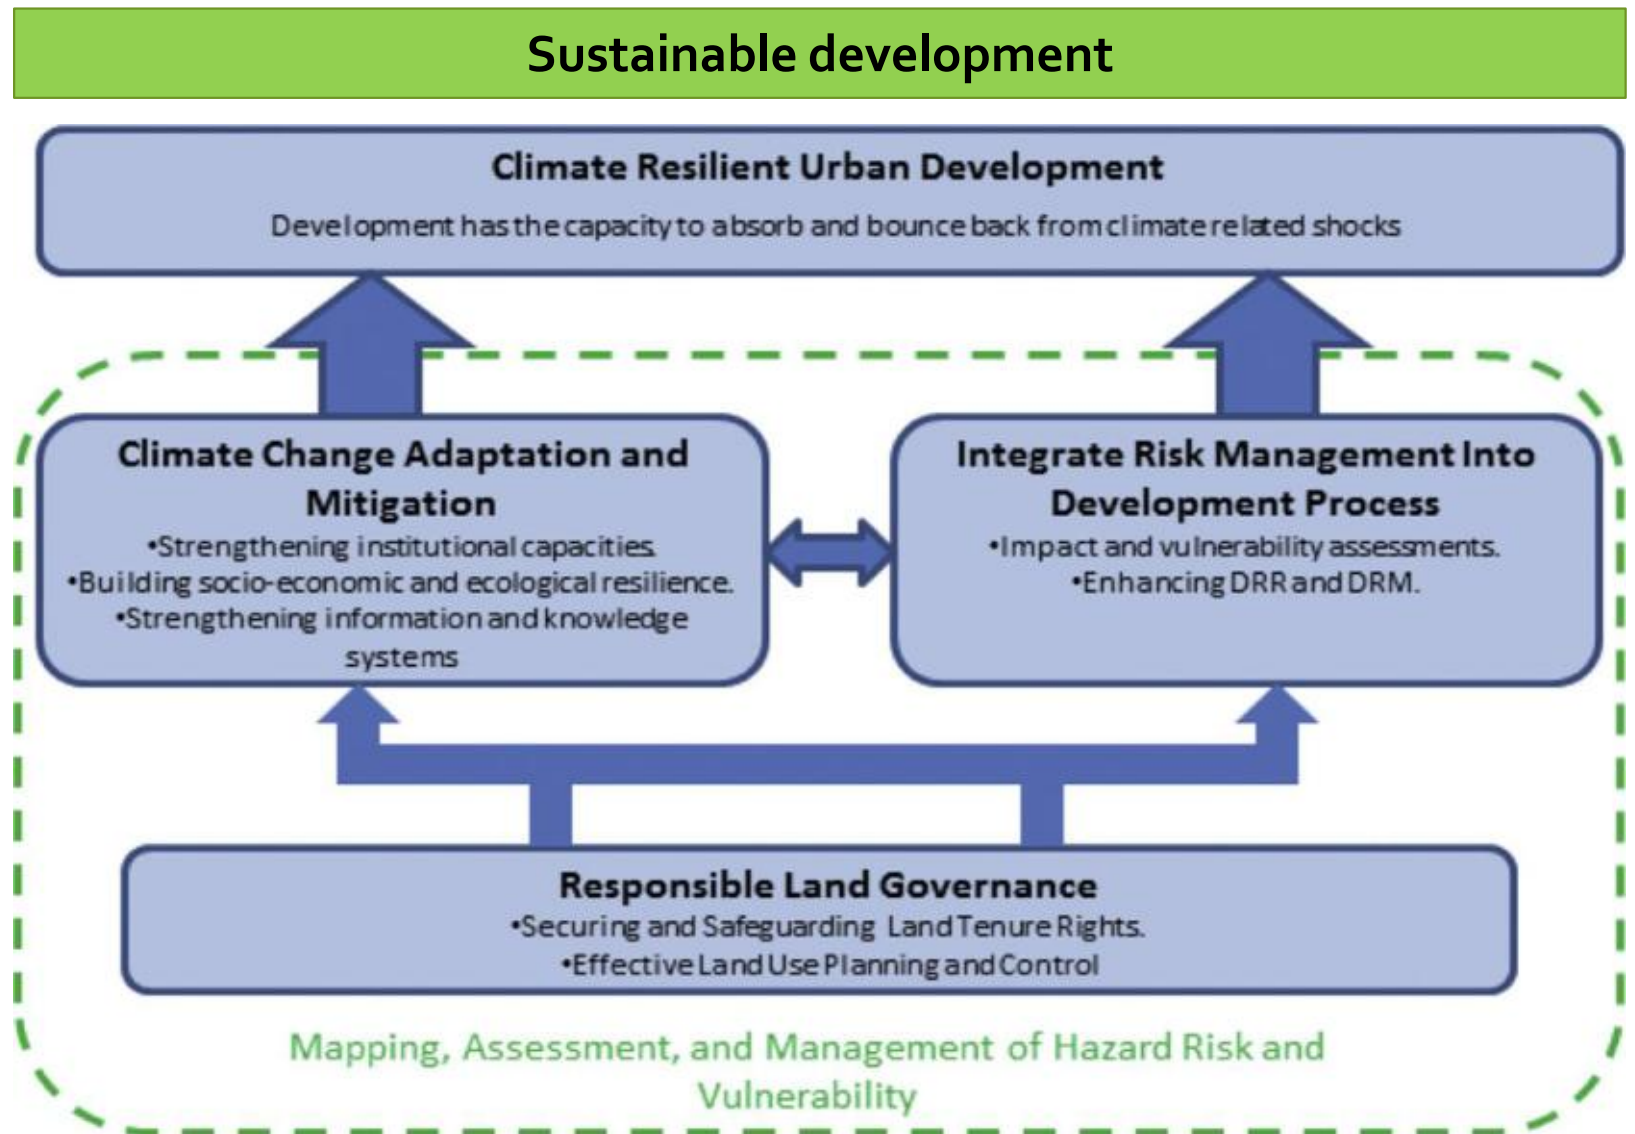 Sustainable development
Climate Resilient Urban Development
Development has the capacity to absorb and bounce back from climate related shocks
Climate Change Adaptation and
Mitigation
•Strengthening institutional capacities.
•Building socio-economic and ecological resilience.
•Strengthening information and knowledge
systems
Integrate Risk Management Into
Development Process
•Impact and vulnerability assessments.
•Enhancing DRR and DRM.
Responsible Land Governance
•Securing and Safeguarding Land Tenure Rights.
•Effective Land Use Planning and Control
Mapping, Assessment, and Management of Hazard Risk and
Vulnerability